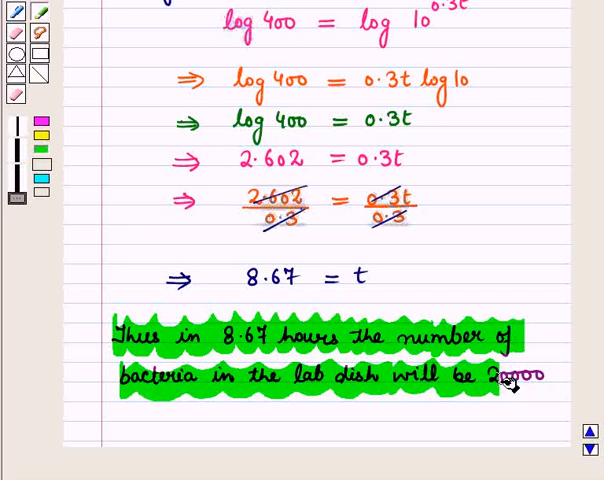 log 400 = log 10^0.3t
⇒ log 400 = 0.3t log10
⇒ log 400 = 0.3t
⇒ 2.602 = 0.3t
⇒ 2.602/0.3 = 0.3t/0.3
⇒ 8.67 = t
Thus in 8.67 hours the number of
bacteria in the lab dish will be 20000